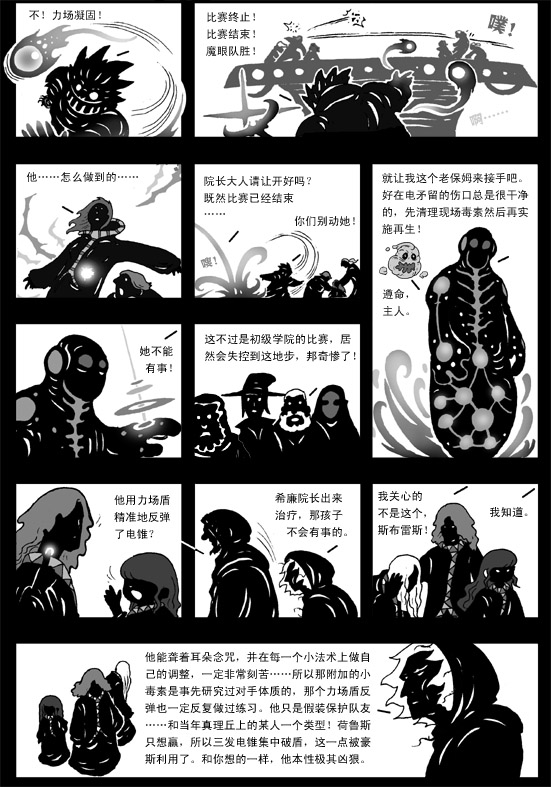 不！力场凝固！
比赛终止！
比赛结束！
魔眼队胜！
噗！
啊……
他……怎么做到的……
院长大人请让开好吗？
既然比赛已经结束
……
你们别动她！
噗！
就让我这个老保姆来接手吧。
好在电矛留的伤口总是很干净
的，先清理现场毒素然后再实
施再生！
遵命，
主人。
她不能
有事！
这不过是初级学院的比赛，居
然会失控到这地步，邦奇惨了！
他用力场盾
精准地反弹
了电锥？
希廉院长出来
治疗，那孩子
不会有事的。
我关心的
不是这个，
斯布雷斯！
我知道。
他能聋着耳朵念咒，并在每一个小法术上做自
己的调整，一定非常刻苦……所以那附加的小
毒素是事先研究过对手体质的，那个力场盾反
弹也一定反复做过练习。他只是假装保护队友
……和当年真理丘上的某人一个类型！荷鲁斯
只想赢，所以三发电锥集中破盾，这一点被豪
斯利用了。和你想的一样，他本性极其凶狠。